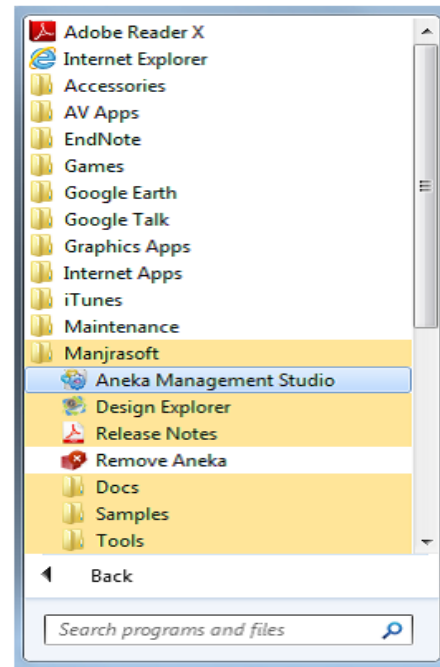 Adobe Reader X
Internet Explorer
Accessories
AV Apps
EndNote
Games
Google Earth
Google Talk
Graphics Apps
Internet Apps
iTunes
Maintenance
Manjrasoft
Aneka Management Studio
Design Explorer
Release Notes
Remove Aneka
Docs
Samples
Tools
Back
Search programs and files